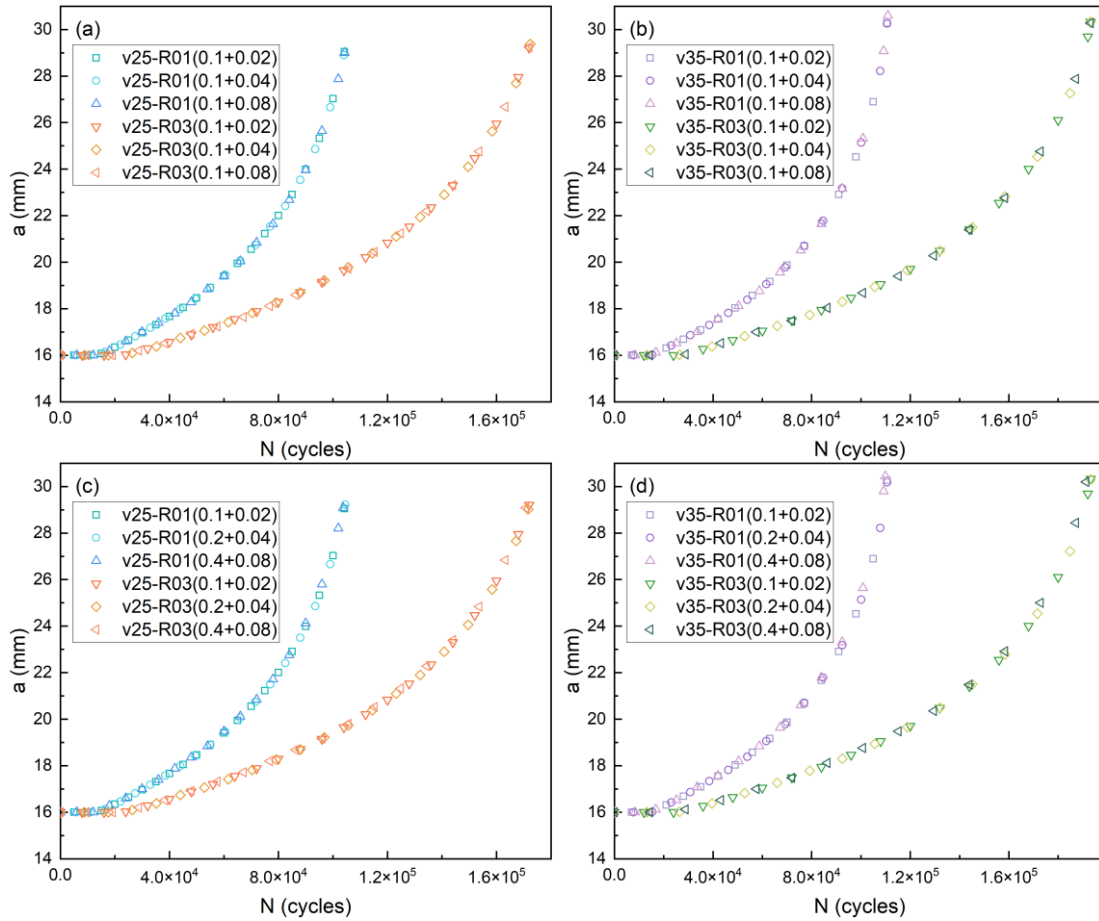 (a)
v25-R01(0.1+0.02)
v25-R01(0.1+0.04)
v25-R01(0.1+0.08)
v25-R03(0.1+0.02)
v25-R03(0.1+0.04)
v25-R03(0.1+0.08)
30
28
26
24
22
20
18
16
14
a (mm)
0.0 4.0×10⁴ 8.0×10⁴ 1.2×10⁵ 1.6×10⁵
N (cycles)
(b)
v35-R01(0.1+0.02)
v35-R01(0.1+0.04)
v35-R01(0.1+0.08)
v35-R03(0.1+0.02)
v35-R03(0.1+0.04)
v35-R03(0.1+0.08)
30
28
26
24
22
20
18
16
14
a (mm)
0.0 4.0×10⁴ 8.0×10⁴ 1.2×10⁵ 1.6×10⁵
N (cycles)
(c)
v25-R01(0.1+0.02)
v25-R01(0.2+0.04)
v25-R01(0.4+0.08)
v25-R03(0.1+0.02)
v25-R03(0.2+0.04)
v25-R03(0.4+0.08)
30
28
26
24
22
20
18
16
14
a (mm)
0.0 4.0×10⁴ 8.0×10⁴ 1.2×10⁵ 1.6×10⁵
N (cycles)
(d)
v35-R01(0.1+0.02)
v35-R01(0.2+0.04)
v35-R01(0.4+0.08)
v35-R03(0.1+0.02)
v35-R03(0.2+0.04)
v35-R03(0.4+0.08)
30
28
26
24
22
20
18
16
14
a (mm)
0.0 4.0×10⁴ 8.0×10⁴ 1.2×10⁵ 1.6×10⁵
N (cycles)